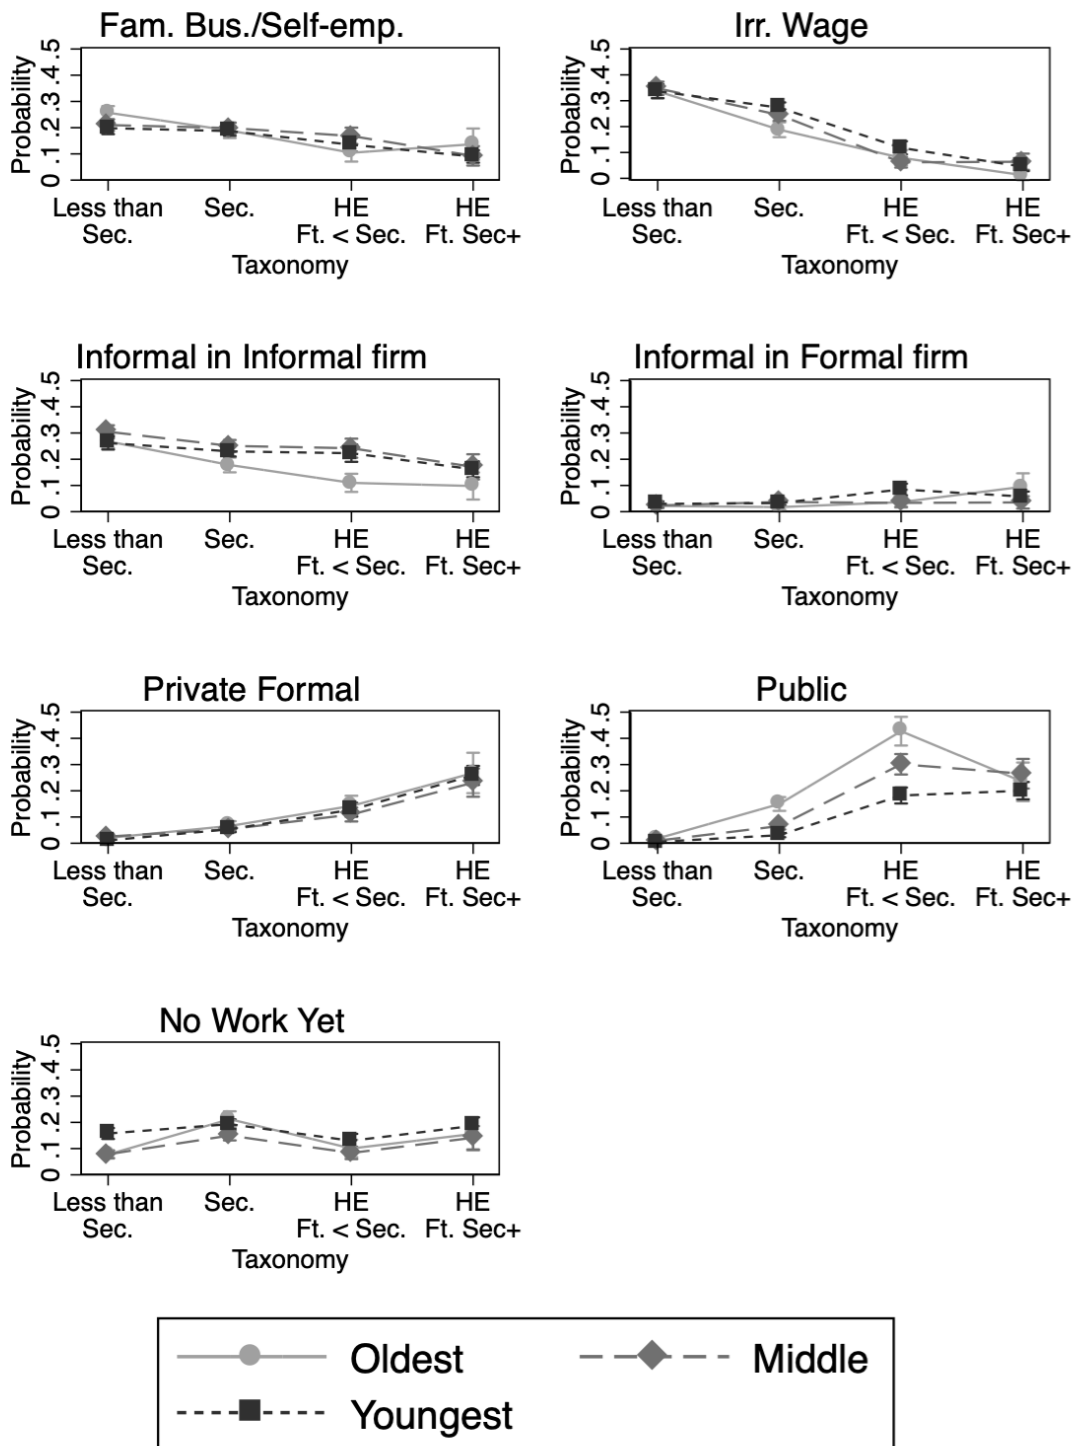 Fam. Bus./Self-emp.
Probability
0 .1 .2 .3 .4 .5
Less than Sec. HE HE
Sec. Ft. < Sec. Ft. Sec+
Taxonomy
Irr. Wage
Probability
0 .1 .2 .3 .4 .5
Less than Sec. HE HE
Sec. Ft. < Sec. Ft. Sec+
Taxonomy
Informal in Informal firm
Probability
0 .1 .2 .3 .4 .5
Less than Sec. HE HE
Sec. Ft. < Sec. Ft. Sec+
Taxonomy
Informal in Formal firm
Probability
0 .1 .2 .3 .4 .5
Less than Sec. HE HE
Sec. Ft. < Sec. Ft. Sec+
Taxonomy
Private Formal
Probability
0 .1 .2 .3 .4 .5
Less than Sec. HE HE
Sec. Ft. < Sec. Ft. Sec+
Taxonomy
Public
Probability
0 .1 .2 .3 .4 .5
Less than Sec. HE HE
Sec. Ft. < Sec. Ft. Sec+
Taxonomy
No Work Yet
Probability
0 .1 .2 .3 .4 .5
Less than Sec. HE HE
Sec. Ft. < Sec. Ft. Sec+
Taxonomy
Oldest Middle
Youngest